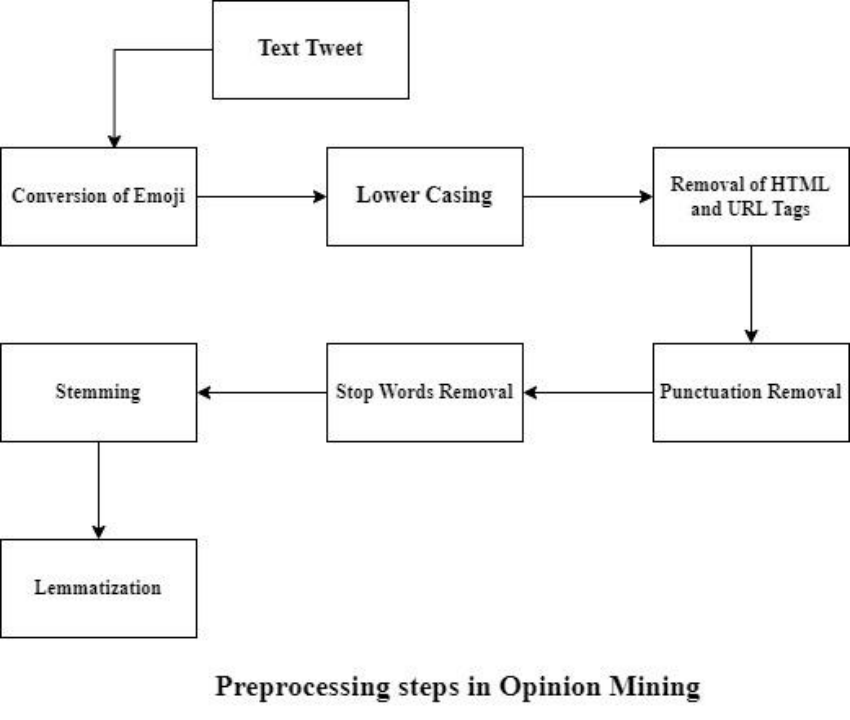 Text Tweet
Conversion of Emoji
Lower Casing
Removal of HTML
and URL Tags
Punctuation Removal
Stop Words Removal
Stemming
Lemmatization
Preprocessing steps in Opinion Mining